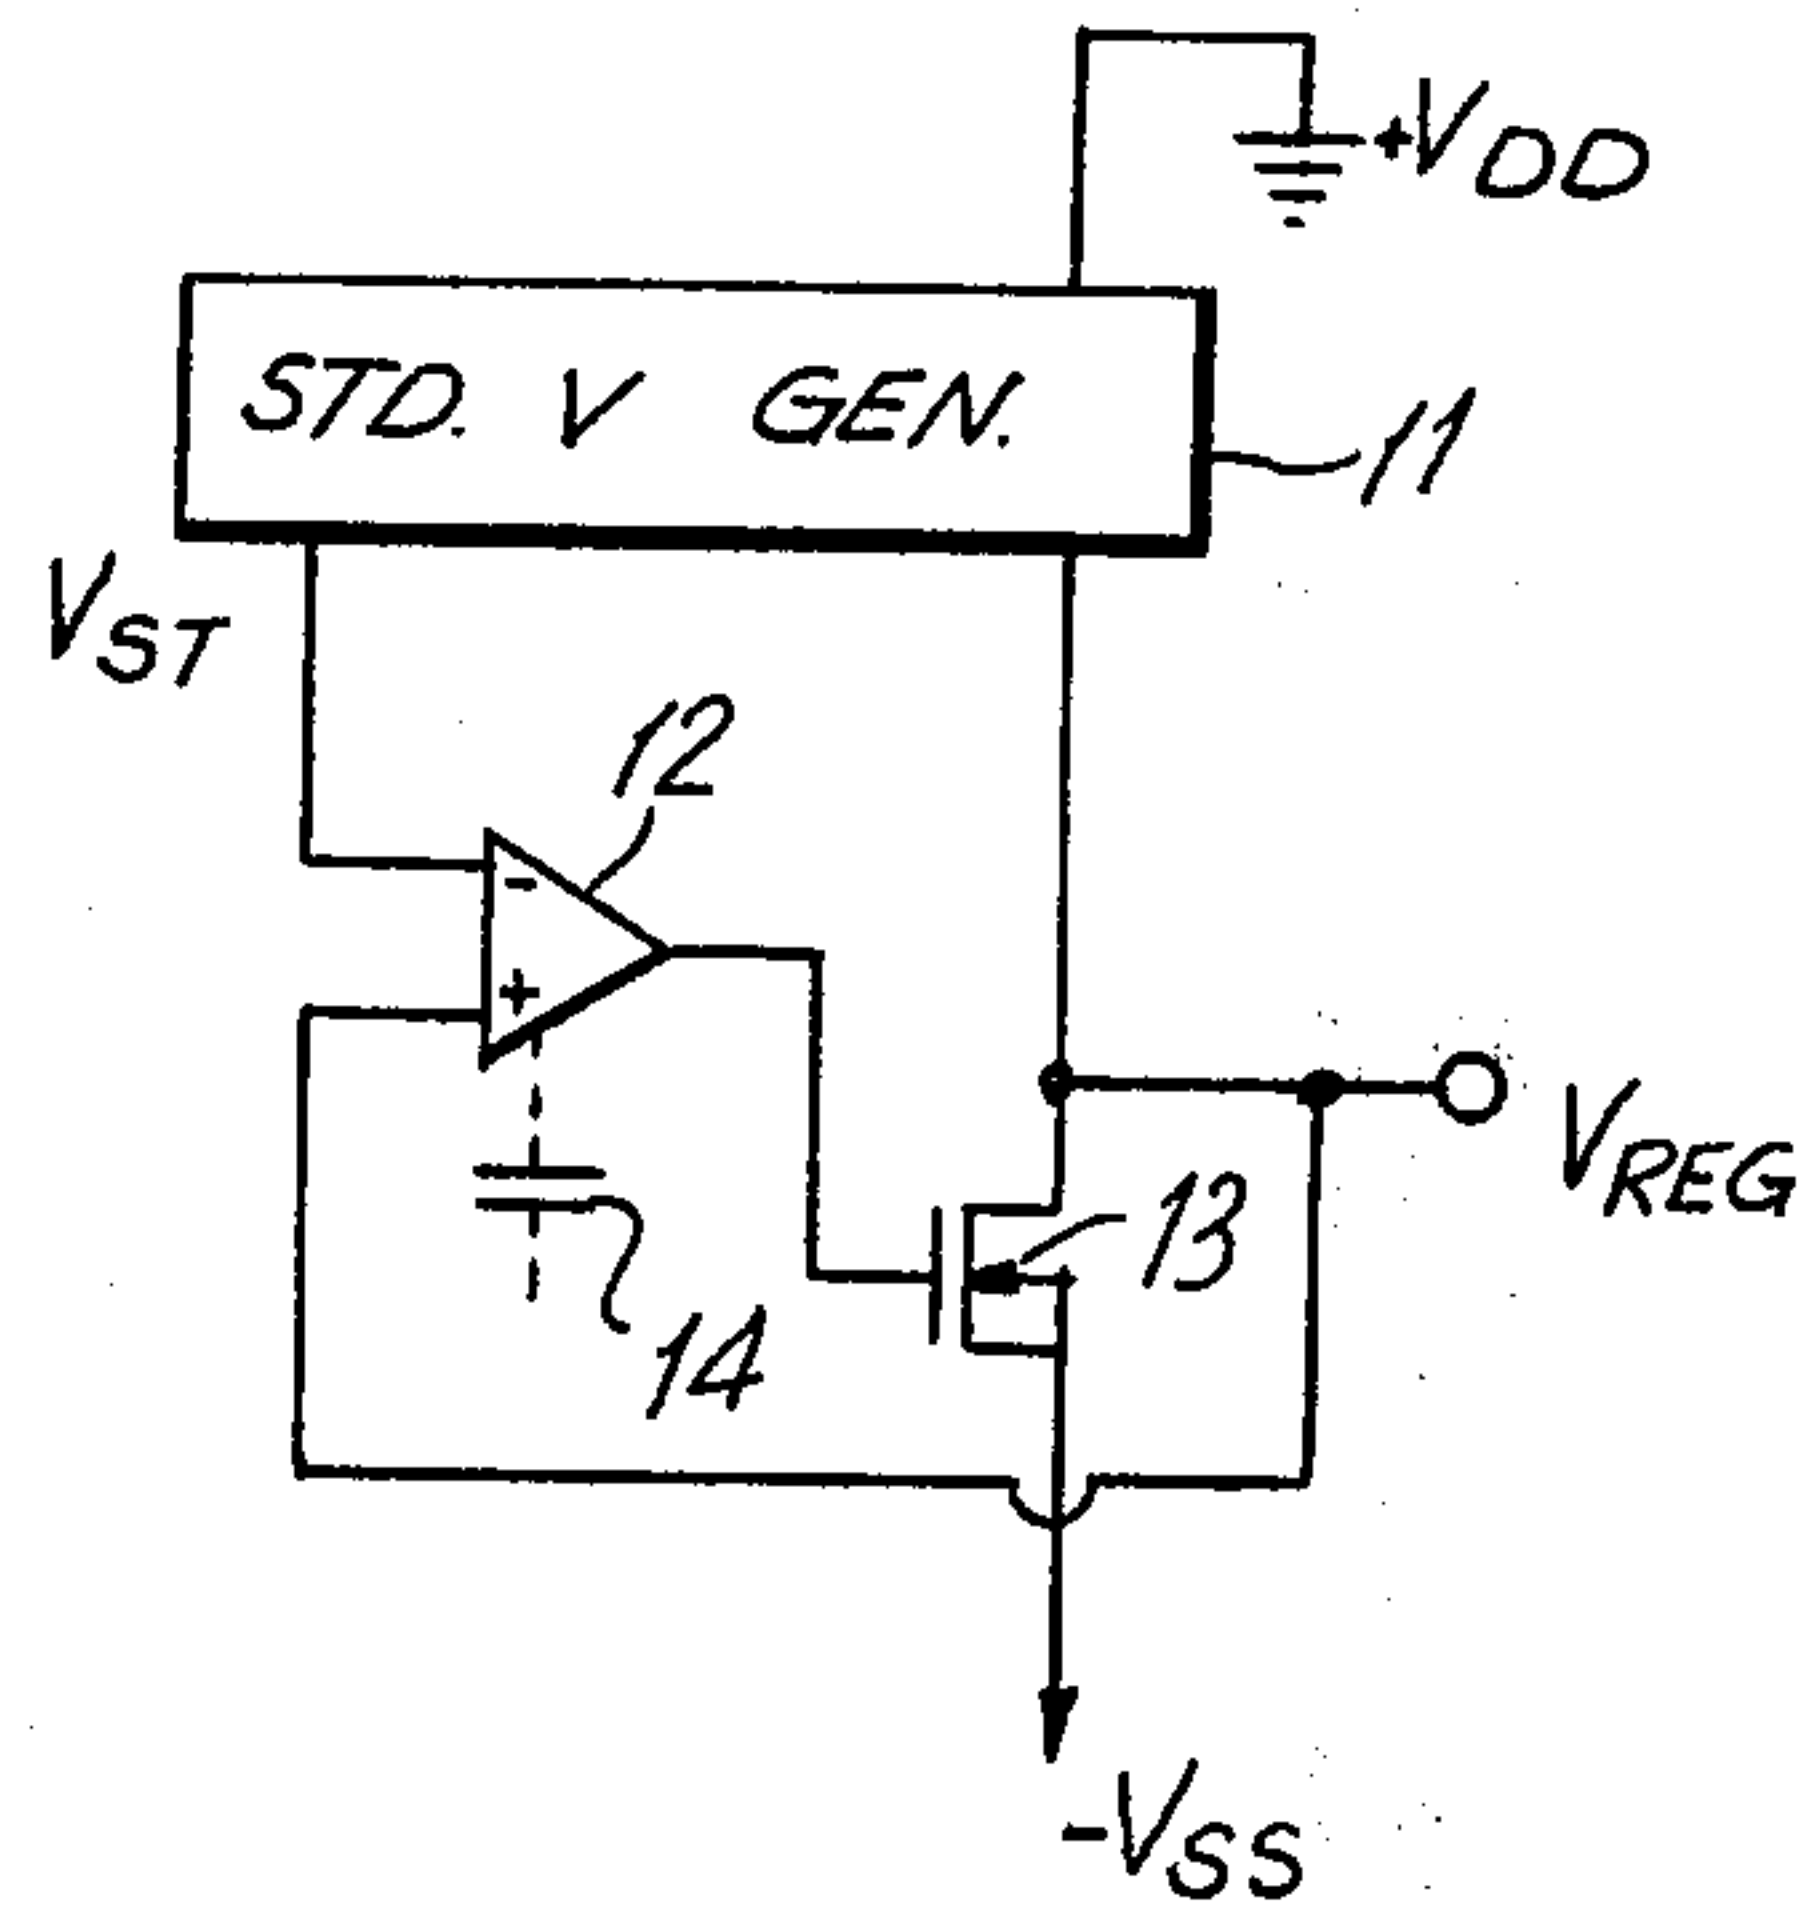 +VDD
STD. V GEN.
11
VST
12
-
+
VREG
13
14
-VSS